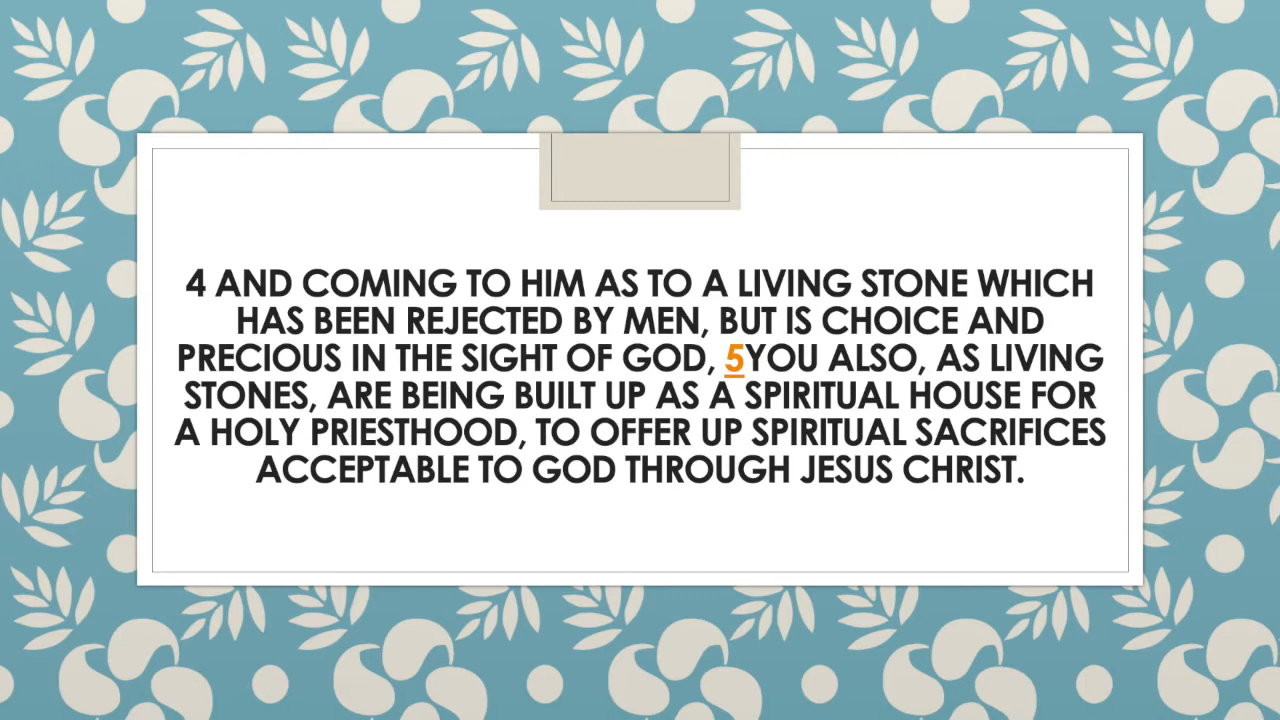 4 AND COMING TO HIM AS TO A LIVING STONE WHICH
HAS BEEN REJECTED BY MEN, BUT IS CHOICE AND
PRECIOUS IN THE SIGHT OF GOD, 5YOU ALSO, AS LIVING
STONES, ARE BEING BUILT UP AS A SPIRITUAL HOUSE FOR
A HOLY PRIESTHOOD, TO OFFER UP SPIRITUAL SACRIFICES
ACCEPTABLE TO GOD THROUGH JESUS CHRIST.